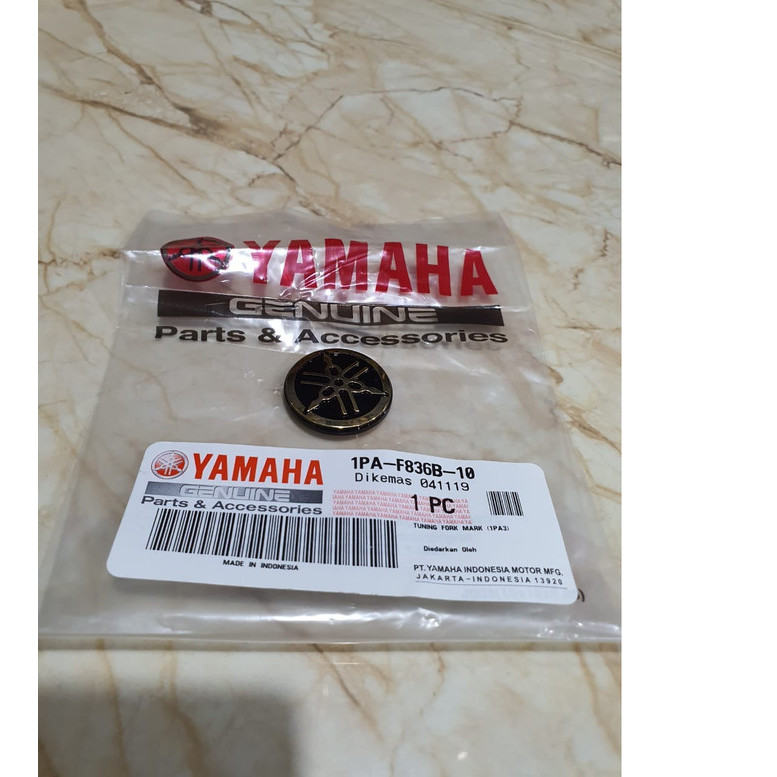 YAMAHA
GENUINE
Parts & Accessories
YAMAHA
GENUINE
Parts & Accessories
MADE IN INDONESIA
1PA-F836B-10
Dikemas 041119
1 PC
TUNING FORK MARK (1PA3)
Diedarkan Oleh
PT. YAMAHA INDONESIA MOTOR MFG.
JAKARTA-INDONESIA 13920